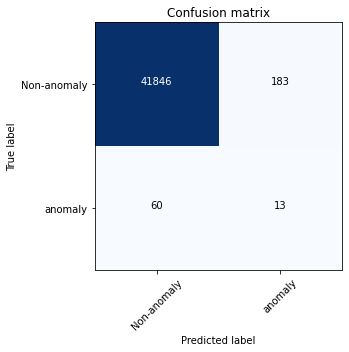 Confusion matrix
True label
Non-anomaly
41846 183
anomaly
60 13
Non-anomaly
anomaly
Predicted label